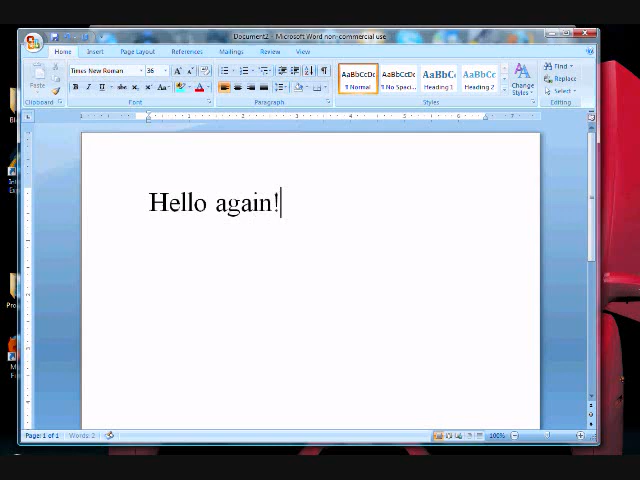 Document2 - Microsoft Word non-commercial use
Home Insert Page Layout References Mailings Review View
Times New Roman 36
AaBbCcDc AaBbCcDc AaBbC AaBbCc
Paste
¶ Normal ¶ No Spaci... Heading 1 Heading 2
Change Styles
Find
Replace
Select
Clipboard Font Paragraph Styles Editing
Hello again!
Page: 1 of 1 Words: 2 100%